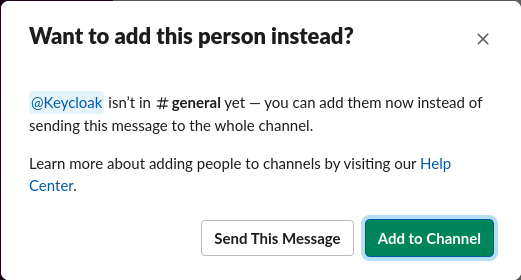 Want to add this person instead?
@Keycloak isn’t in # general yet — you can add them now instead of
sending this message to the whole channel.
Learn more about adding people to channels by visiting our Help
Center.
Send This Message
Add to Channel